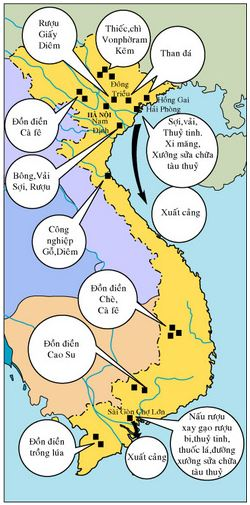 Rượu
Giấy
Diêm
Thiếc,chì
Vonphờram
Kẽm
Than đá
Đông
Triều
Hồng Gai
Hải Phòng
HÀ NỘI
Nam
Định
Đồn điền
Cà fê
Sợi,vải,
Thuỷ tinh.
Xi măng,
Xưởng sửa chữa
tàu thuỷ
Bông,Vải
Sợi, Rượu
Xuất cảng
Công
nghiệp
Gỗ,Diêm
Đồn điền
Chè,
Cà fê
Đồn điền
Cao Su
Sài Gòn Chợ Lớn
Nấu rượu
xay gạo rượu
bi,thuỷ tinh,
thuốc lá,đường
xưởng sửa chữa
tàu thuỷ
Đồn điền
trồng lúa
Xuất cảng